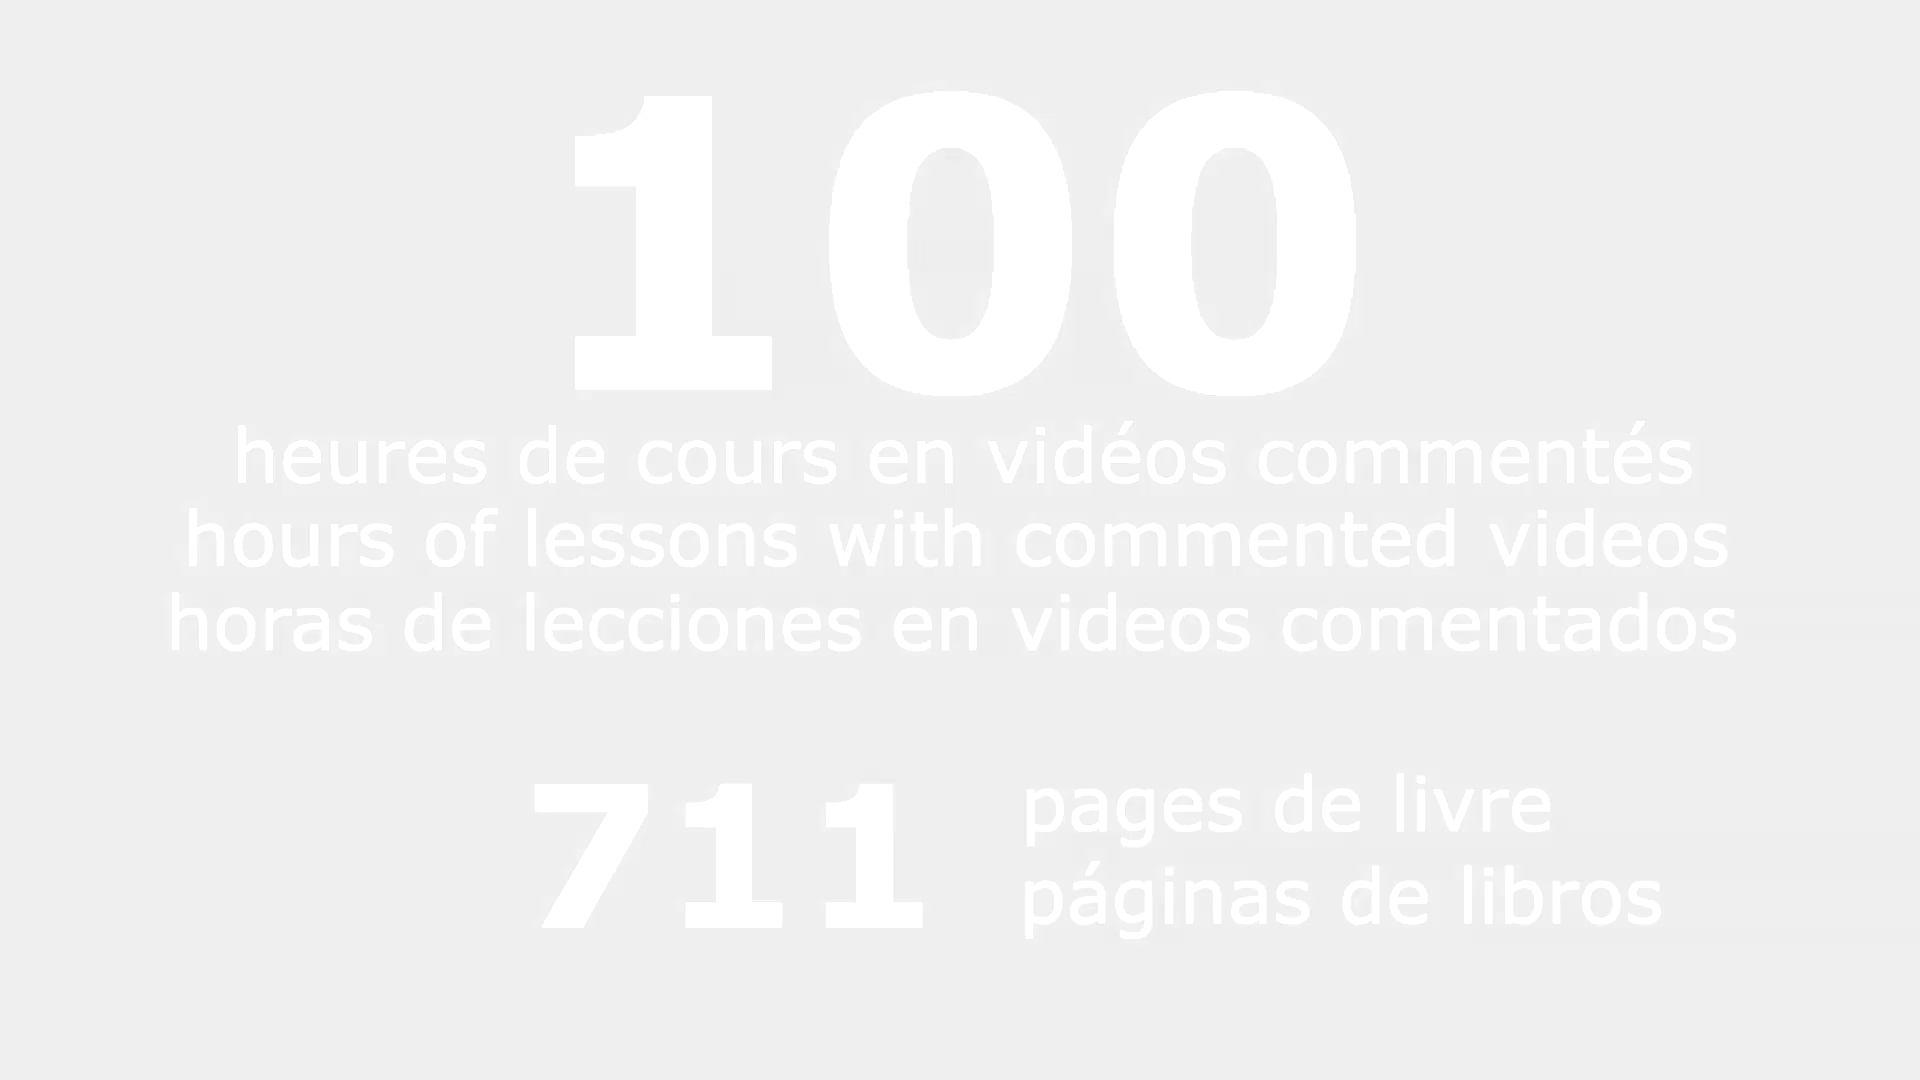 100
heures de cours en vidéos commentés
hours of lessons with commented videos
horas de lecciones en videos comentados
711
pages de livre
páginas de libros